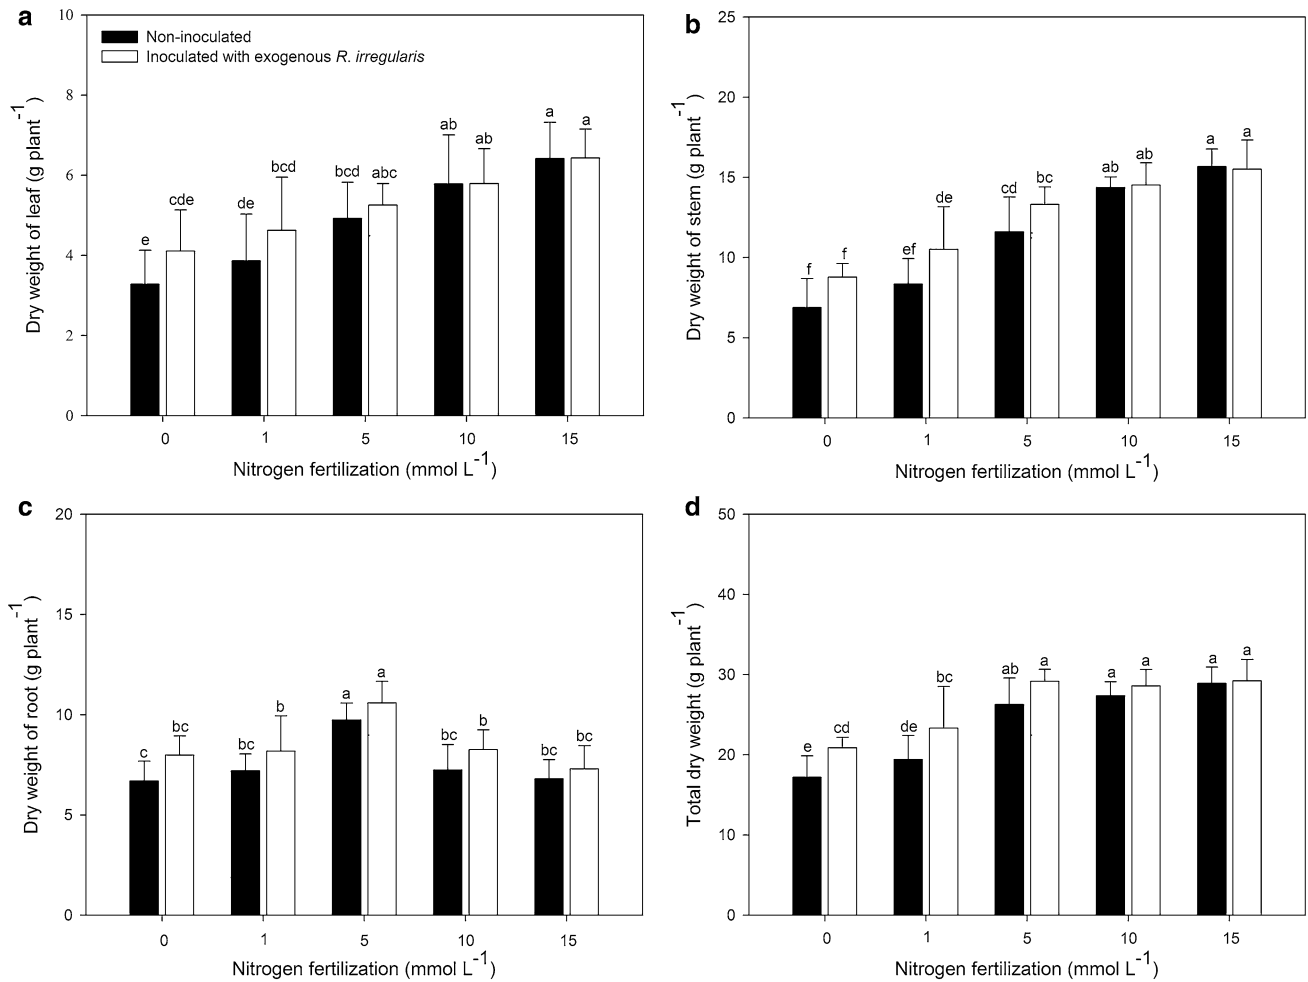 a
10
8
6
4
2
0
Dry weight of leaf (g plant⁻¹)
Non-inoculated
Inoculated with exogenous R. irregularis
e
cde
de
bcd
bcd
abc
ab
ab
a
a
0 1 5 10 15
Nitrogen fertilization (mmol L⁻¹)
b
25
20
15
10
5
0
Dry weight of stem (g plant⁻¹)
f
f
ef
de
cd
bc
ab
ab
a
a
0 1 5 10 15
Nitrogen fertilization (mmol L⁻¹)
c
20
15
10
5
0
Dry weight of root (g plant⁻¹)
c
bc
bc
b
a
a
bc
b
bc
bc
0 1 5 10 15
Nitrogen fertilization (mmol L⁻¹)
d
50
40
30
20
10
0
Total dry weight (g plant⁻¹)
e
cd
de
bc
ab
a
a
a
a
a
0 1 5 10 15
Nitrogen fertilization (mmol L⁻¹)